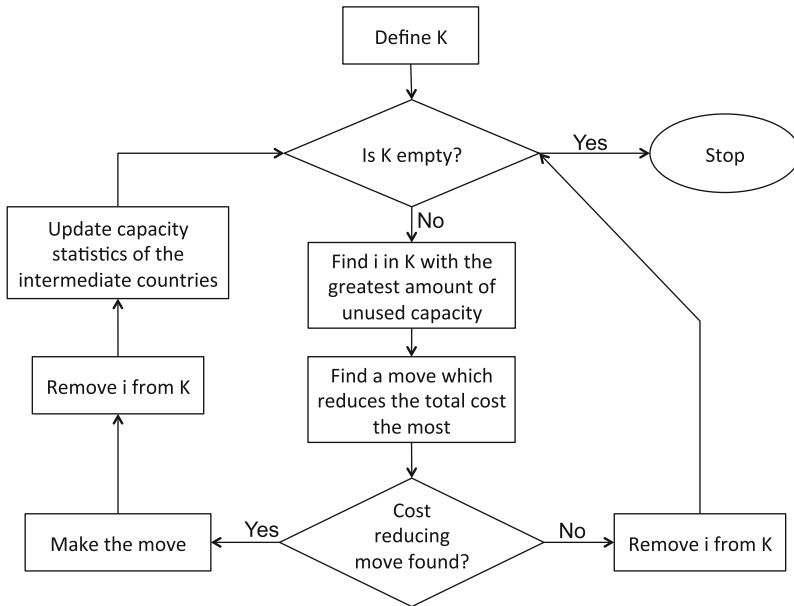 Define K
Is K empty?
Yes
Stop
No
Update capacity
statistics of the
intermediate countries
Find i in K with the
greatest amount of
unused capacity
Remove i from K
Find a move which
reduces the total cost
the most
Make the move
Yes
Cost
reducing
move found?
No
Remove i from K